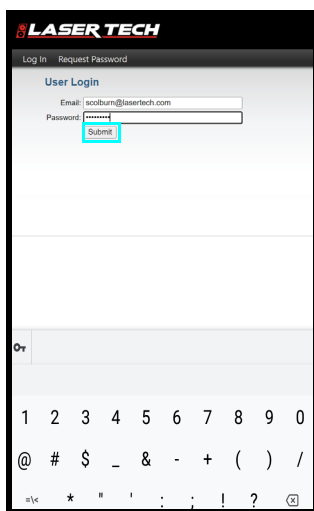 LASER TECH
Log In Request Password
User Login
Email: scolburn@lasertech.com
Password: •••••••••
Submit
1 2 3 4 5 6 7 8 9 0
@ # $ _ & - + ( ) /
=\< * " ' : ; ! ?